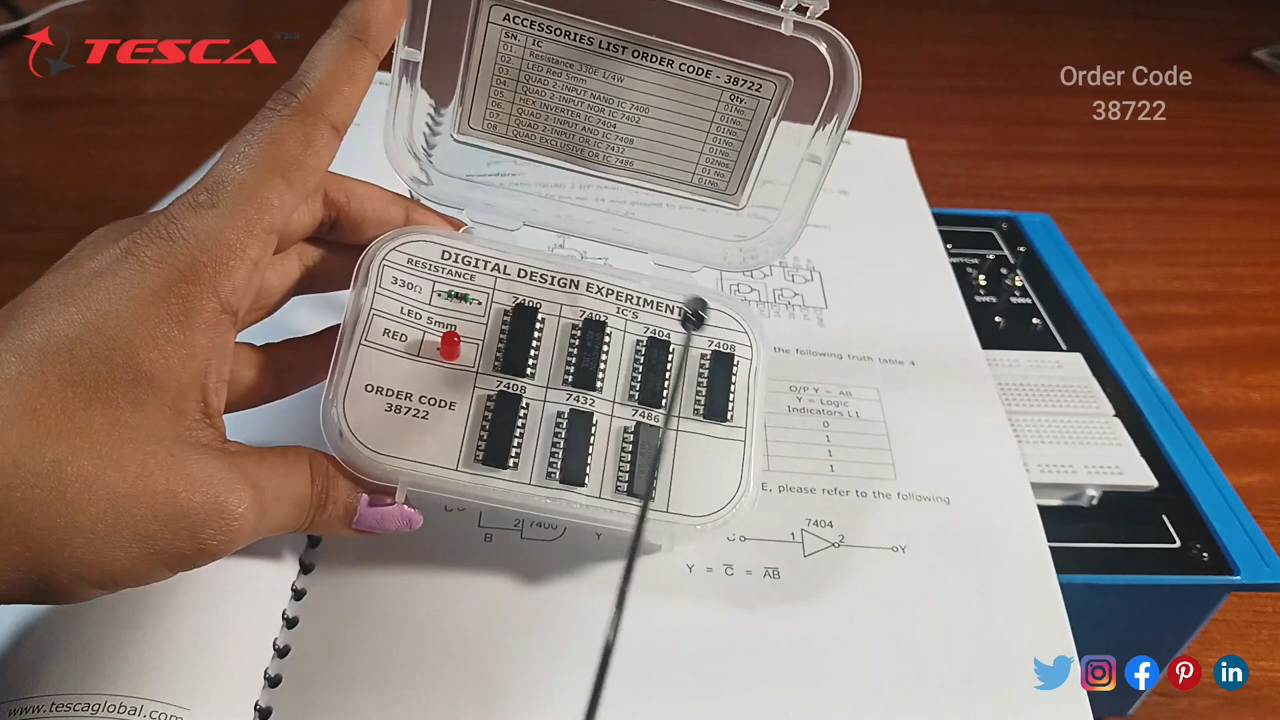 TESCA™
Order Code
38722
ACCESSORIES LIST ORDER CODE - 38722
SN. IC Qty.
01. Resistance 330E 1/4W 01No.
02. LED Red 5mm 01No.
03. QUAD 2-INPUT NAND IC 7400 01No.
04. QUAD 2-INPUT NOR IC 7402 01No.
05. HEX INVERTER IC 7404 01No.
06. QUAD 2-INPUT AND IC 7408 02Nos.
07. QUAD 2-INPUT OR IC 7432 01 No.
08. QUAD EXCLUSIVE OR IC 7486 01No.
DIGITAL DESIGN EXPERIMENT
RESISTANCE
IC'S
330Ω
7400 7402 7404 7408
LED 5mm
RED
7408 7432 7486
ORDER CODE
38722
the following truth table 4
O/P Y = AB
Y = Logic
Indicators L1
0
1
1
1
E, please refer to the following
2 7400
B Y
7404
1 2 Y
Y = C̅ = A̅B̅
www.tescaglobal.com